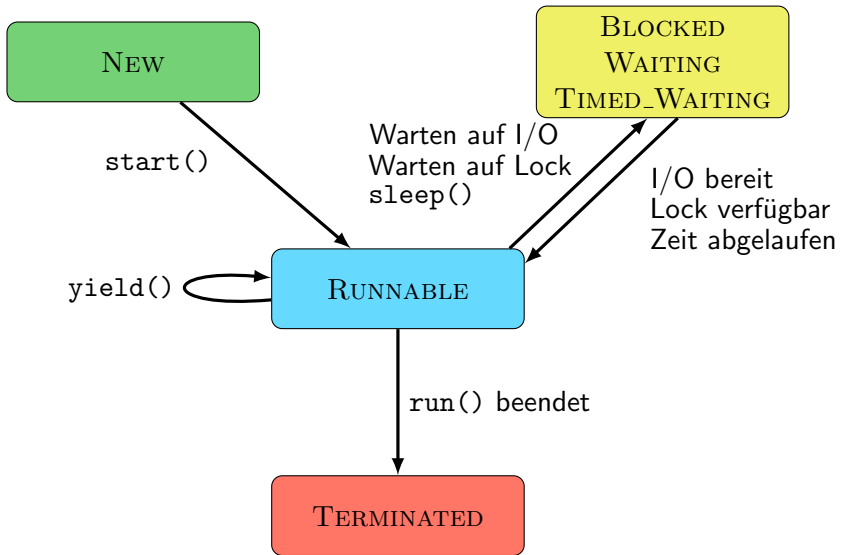 NEW
BLOCKED
WAITING
TIMED_WAITING
start()
Warten auf I/O
Warten auf Lock
sleep()
I/O bereit
Lock verfügbar
Zeit abgelaufen
yield()
RUNNABLE
run() beendet
TERMINATED